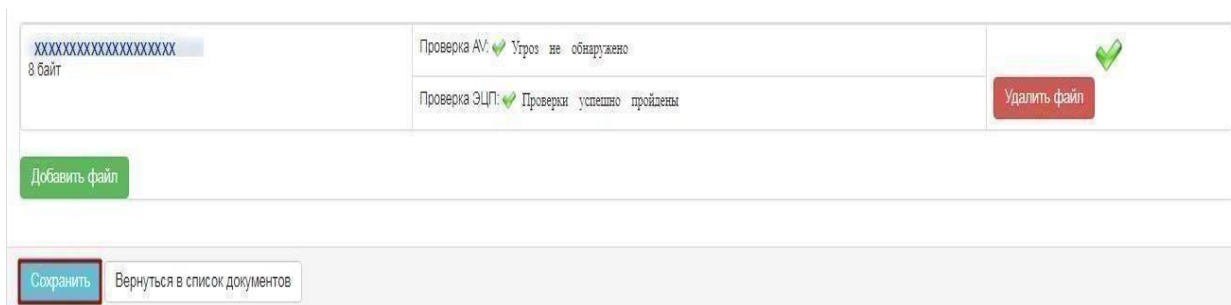 XXXXXXXXXXXXXXXXXXXX
8 байт
Проверка AV: Угроз не обнаружено
Проверка ЭЦП: Проверки успешно пройдены
Удалить файл
Добавить файл
Сохранить Вернуться в список документов